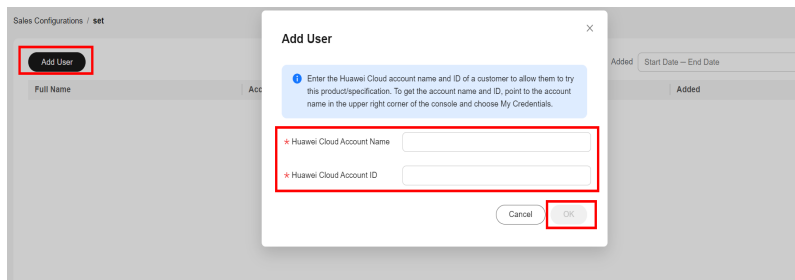 Sales Configurations / set
Add User
Added Start Date — End Date
Full Name Acc Added
Add User
Enter the Huawei Cloud account name and ID of a customer to allow them to try
this product/specification. To get the account name and ID, point to the account
name in the upper right corner of the console and choose My Credentials.
* Huawei Cloud Account Name
* Huawei Cloud Account ID
Cancel OK